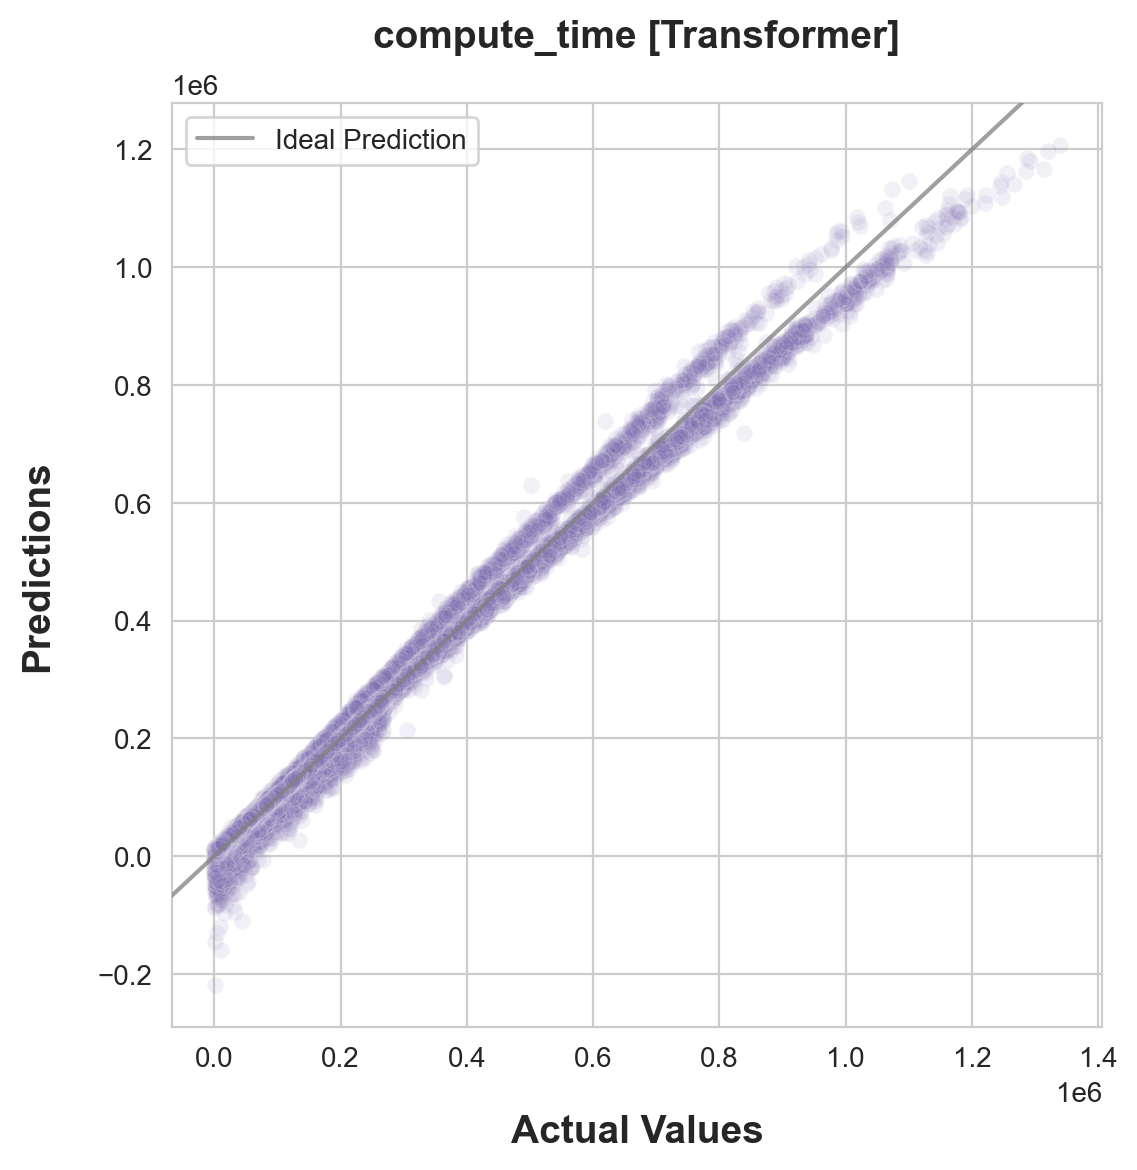 compute_time [Transformer]
1e6
Ideal Prediction
1.2
1.0
0.8
0.6
0.4
0.2
0.0
−0.2
Predictions
0.0 0.2 0.4 0.6 0.8 1.0 1.2 1.4
1e6
Actual Values